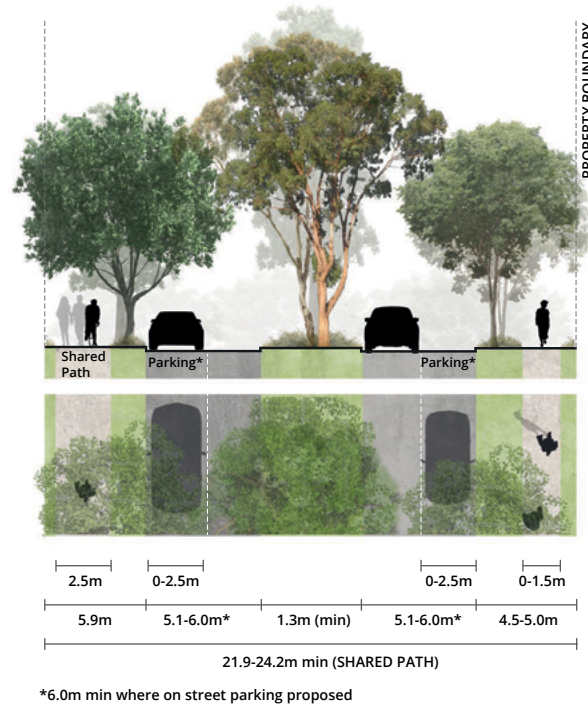 PROPERTY BOUNDARY
Shared
Path
Parking*
Parking*
2.5m
0-2.5m
0-2.5m
0-1.5m
5.9m
5.1-6.0m*
1.3m (min)
5.1-6.0m*
4.5-5.0m
21.9-24.2m min (SHARED PATH)
*6.0m min where on street parking proposed